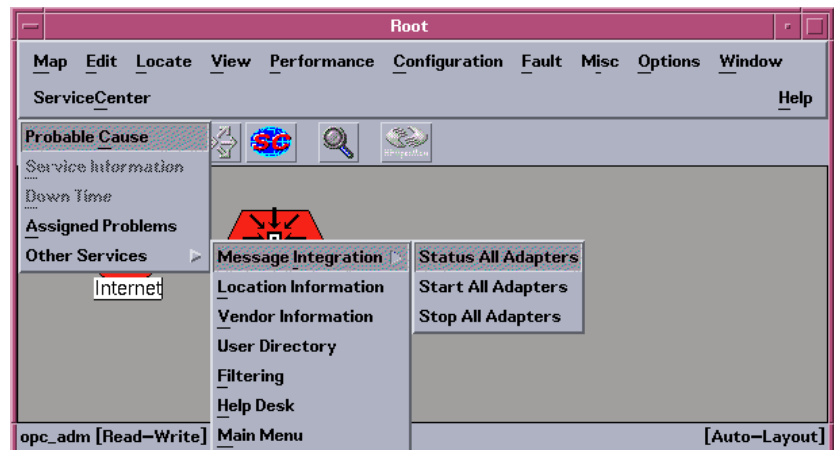 Root
Map Edit Locate View Performance Configuration Fault Misc Options Window
ServiceCenter Help
Probable Cause
Service Information
Down Time
Assigned Problems
Other Services
SC
Internet
Message Integration
Location Information
Vendor Information
User Directory
Filtering
Help Desk
Main Menu
Status All Adapters
Start All Adapters
Stop All Adapters
opc_adm [Read-Write] [Auto-Layout]